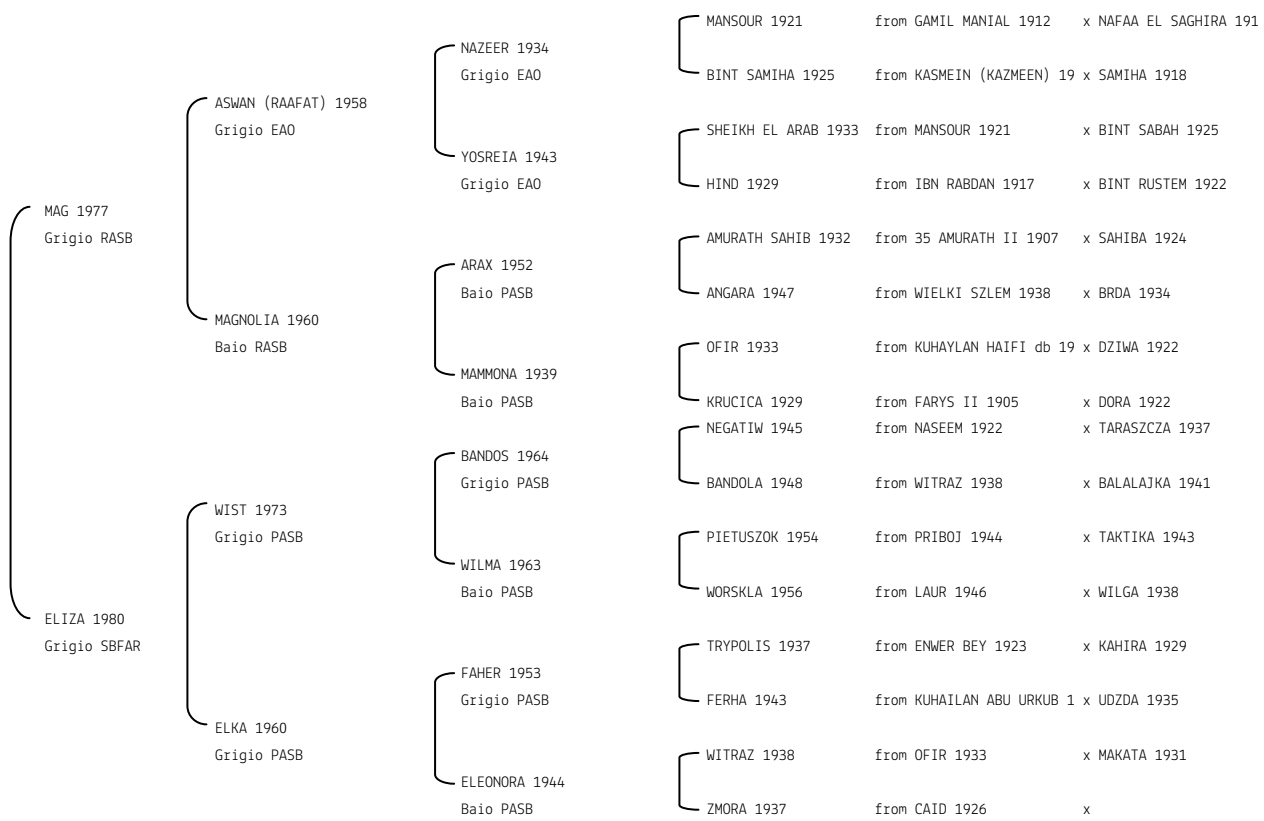 MANSOUR 1921 from GAMIL MANIAL 1912 x NAFAA EL SAGHIRA 191
NAZEER 1934
Grigio EAO
BINT SAMIHA 1925 from KASMEIN (KAZMEEN) 19 x SAMIHA 1918
ASWAN (RAAFAT) 1958
Grigio EAO
SHEIKH EL ARAB 1933 from MANSOUR 1921 x BINT SABAH 1925
YOSREIA 1943
Grigio EAO
HIND 1929 from IBN RABDAN 1917 x BINT RUSTEM 1922
MAG 1977
Grigio RASB
AMURATH SAHIB 1932 from 35 AMURATH II 1907 x SAHIBA 1924
ARAX 1952
Baio PASB
ANGARA 1947 from WIELKI SZLEM 1938 x BRDA 1934
MAGNOLIA 1960
Baio RASB
OFIR 1933 from KUHAYLAN HAIFI db 19 x DZIWA 1922
MAMMONA 1939
Baio PASB
KRUCICA 1929 from FARYS II 1905 x DORA 1922
NEGATIW 1945 from NASEEM 1922 x TARASZCZA 1937
BANDOS 1964
Grigio PASB
BANDOLA 1948 from WITRAZ 1938 x BALALAJKA 1941
WIST 1973
Grigio PASB
PIETUSZOK 1954 from PRIBOJ 1944 x TAKTIKA 1943
WILMA 1963
Baio PASB
WORSKLA 1956 from LAUR 1946 x WILGA 1938
ELIZA 1980
Grigio SBFAR
TRYPOLIS 1937 from ENWER BEY 1923 x KAHIRA 1929
FAHER 1953
Grigio PASB
FERHA 1943 from KUHAILAN ABU URKUB 1 x UDZDA 1935
ELKA 1960
Grigio PASB
WITRAZ 1938 from OFIR 1933 x MAKATA 1931
ELEONORA 1944
Baio PASB
ZMORA 1937 from CAID 1926 x